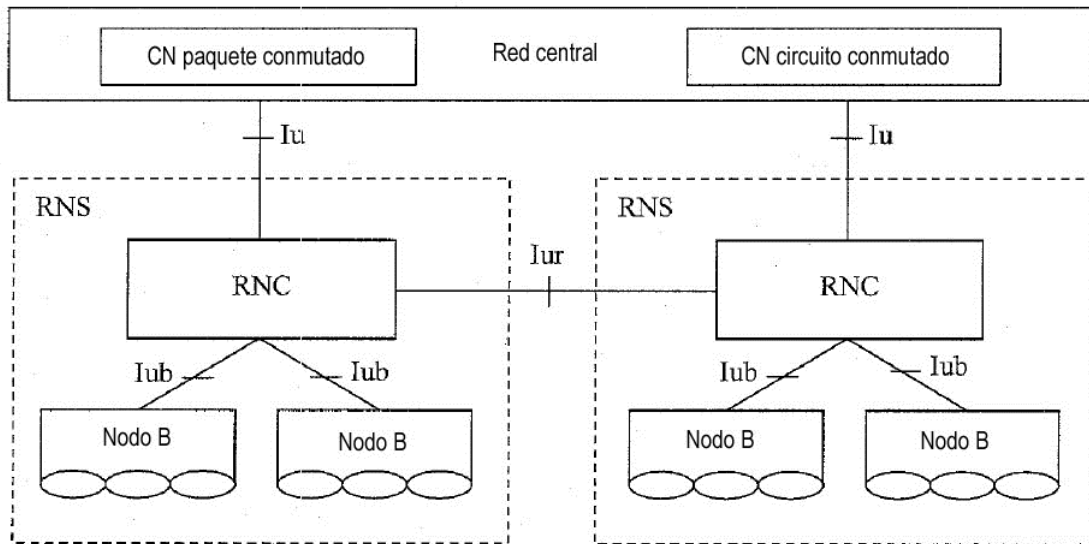 CN paquete conmutado
Red central
CN circuito conmutado
Iu
Iu
RNS
RNS
Iur
RNC
RNC
Iub
Iub
Iub
Iub
Nodo B
Nodo B
Nodo B
Nodo B